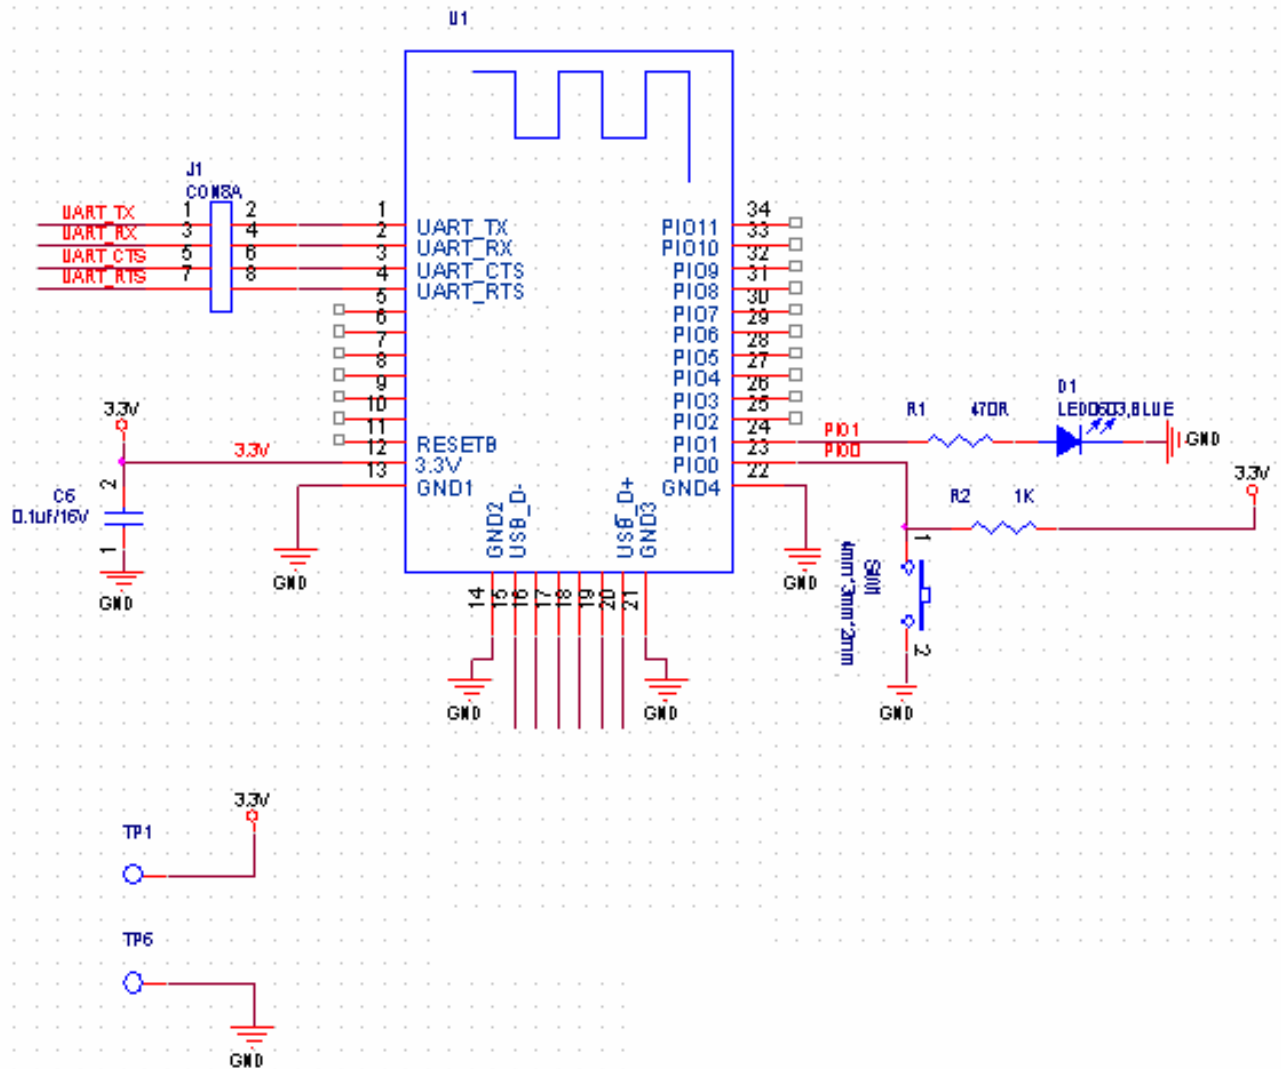 U1
J1
CON8A
UART_TX 1 2
UART_RX 3 4
UART_CTS 5 6
UART_RTS 7 8
1 UART_TX
2 UART_RX
3 UART_CTS
4 UART_RTS
5
6
7
8
9
10
11 RESETB
12 3.3V
13 GND1
34 PIO11
33 PIO10
32 PIO9
31 PIO8
30 PIO7
29 PIO6
28 PIO5
27 PIO4
26 PIO3
25 PIO2
24 PIO1
23 PIO0
22 GND4
GND2
USB_D-
USB_D+
GND3
14 15 16 17 18 19 20 21
3.3V
3.3V
2
C6
0.1uF/16V
1
GND
GND
GND
GND
GND
PIO1
PIO0
R1 470R
D1
LED0603,BLUE
GND
R2 1K
3.3V
1
4mm*3mm*2mm
2
GND
TP1
3.3V
TP6
GND